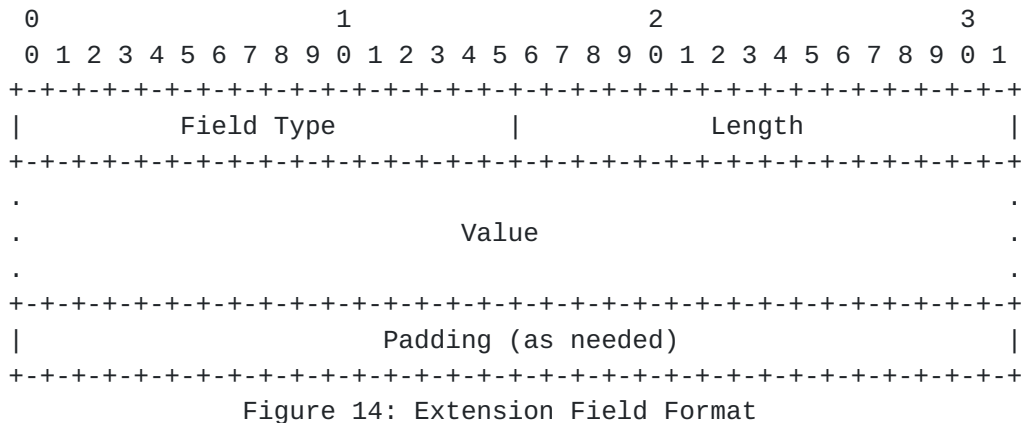 0                   1                   2                   3
 0 1 2 3 4 5 6 7 8 9 0 1 2 3 4 5 6 7 8 9 0 1 2 3 4 5 6 7 8 9 0 1
+-+-+-+-+-+-+-+-+-+-+-+-+-+-+-+-+-+-+-+-+-+-+-+-+-+-+-+-+-+-+-+-+
|          Field Type           |            Length             |
+-+-+-+-+-+-+-+-+-+-+-+-+-+-+-+-+-+-+-+-+-+-+-+-+-+-+-+-+-+-+-+-+
.                                                               .
.                            Value                              .
.                                                               .
+-+-+-+-+-+-+-+-+-+-+-+-+-+-+-+-+-+-+-+-+-+-+-+-+-+-+-+-+-+-+-+-+
|                       Padding (as needed)                     |
+-+-+-+-+-+-+-+-+-+-+-+-+-+-+-+-+-+-+-+-+-+-+-+-+-+-+-+-+-+-+-+-+
               Figure 14: Extension Field Format